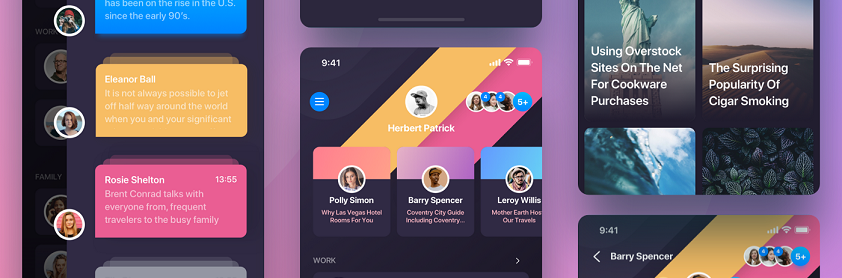 has been on the rise in the U.S.
since the early 90's.
WORK
Eleanor Ball
It is not always possible to jet
off half way around the world
when you and your significant
FAMILY
Rosie Shelton 13:55
Brent Conrad talks with
everyone from, frequent
travelers to the busy family
9:41
4
4
5+
Herbert Patrick
Polly Simon
Why Las Vegas Hotel
Rooms For You
Barry Spencer
Coventry City Guide
Including Coventry...
Leroy Willis
Mother Earth Hos
Our Travels
WORK
Using Overstock
Sites On The Net
For Cookware
Purchases
The Surprising
Popularity Of
Cigar Smoking
9:41
Barry Spencer
4
5+